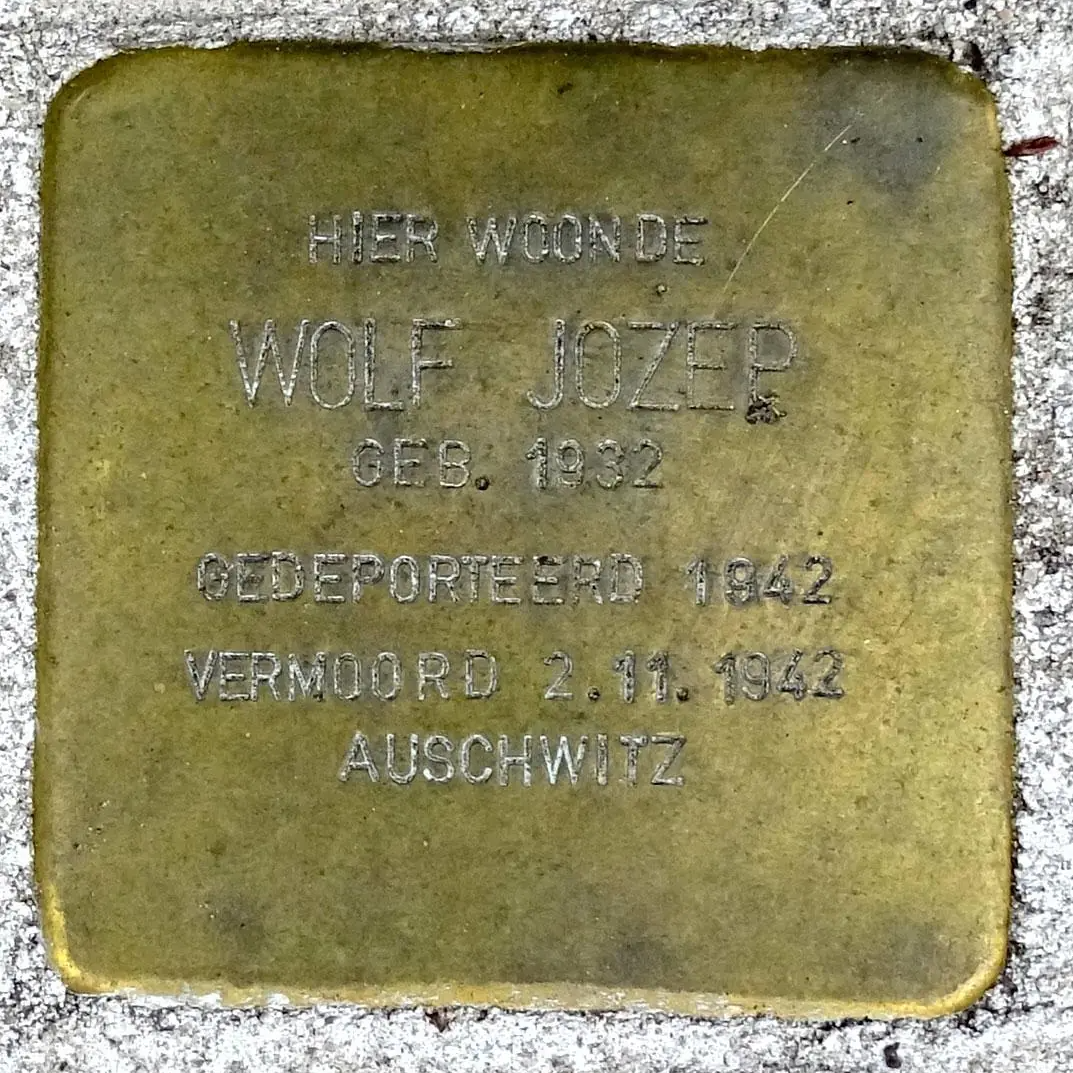 HIER WOONDE
WOLF JOZEP
GEB. 1932
GEDEPORTEERD 1942
VERMOORD 2.11.1942
AUSCHWITZ